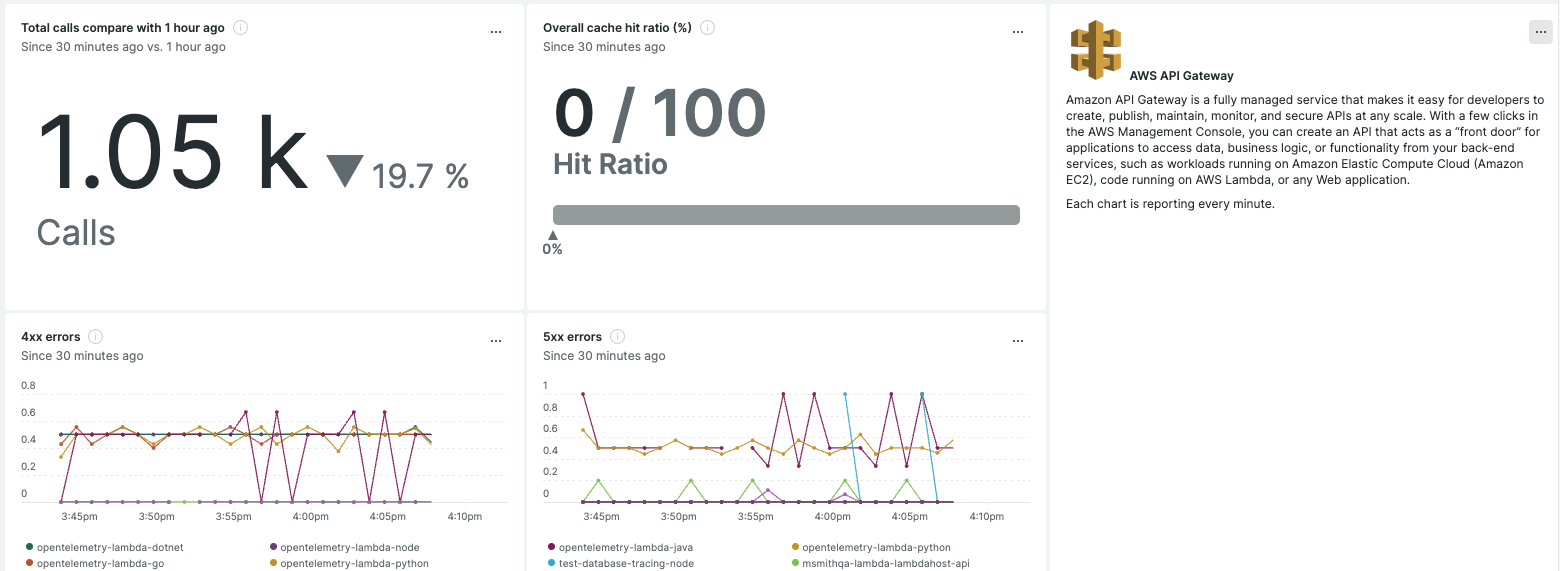 Total calls compare with 1 hour ago
Since 30 minutes ago vs. 1 hour ago
1.05 k 19.7 %
Calls
Overall cache hit ratio (%)
Since 30 minutes ago
0 / 100
Hit Ratio
0%
AWS API Gateway
Amazon API Gateway is a fully managed service that makes it easy for developers to
create, publish, maintain, monitor, and secure APIs at any scale. With a few clicks in
the AWS Management Console, you can create an API that acts as a “front door” for
applications to access data, business logic, or functionality from your back-end
services, such as workloads running on Amazon Elastic Compute Cloud (Amazon
EC2), code running on AWS Lambda, or any Web application.
Each chart is reporting every minute.
4xx errors
Since 30 minutes ago
0.8
0.6
0.4
0.2
0
3:45pm 3:50pm 3:55pm 4:00pm 4:05pm 4:10pm
opentelemetry-lambda-dotnet opentelemetry-lambda-node
opentelemetry-lambda-go opentelemetry-lambda-python
5xx errors
Since 30 minutes ago
1
0.8
0.6
0.4
0.2
0
3:45pm 3:50pm 3:55pm 4:00pm 4:05pm 4:10pm
opentelemetry-lambda-java opentelemetry-lambda-python
test-database-tracing-node msmithqa-lambda-lambdahost-api